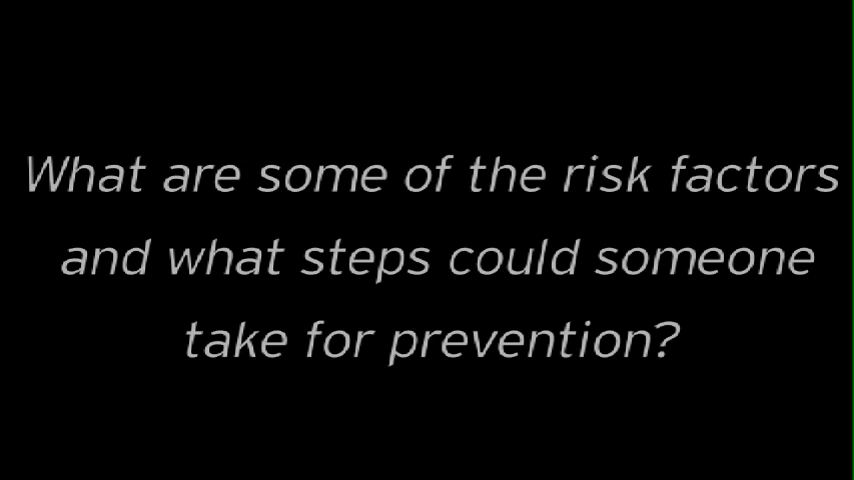 What are some of the risk factors
and what steps could someone
take for prevention?